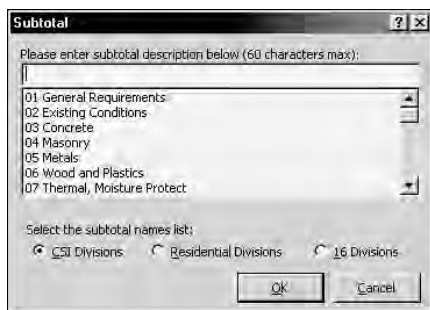 Subtotal
Please enter subtotal description below (60 characters max):
01 General Requirements
02 Existing Conditions
03 Concrete
04 Masonry
05 Metals
06 Wood and Plastics
07 Thermal, Moisture Protect
Select the subtotal names list:
CSI Divisions Residential Divisions 16 Divisions
OK Cancel